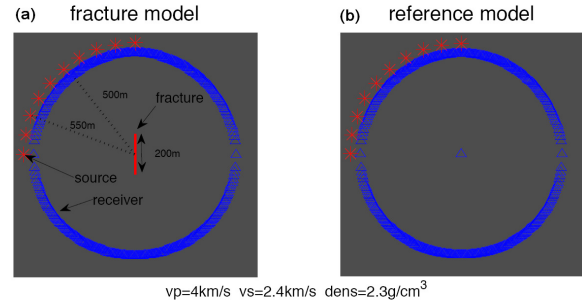 (a) fracture model
(b) reference model
500m
fracture
550m
200m
source
receiver
vp=4km/s vs=2.4km/s dens=2.3g/cm³